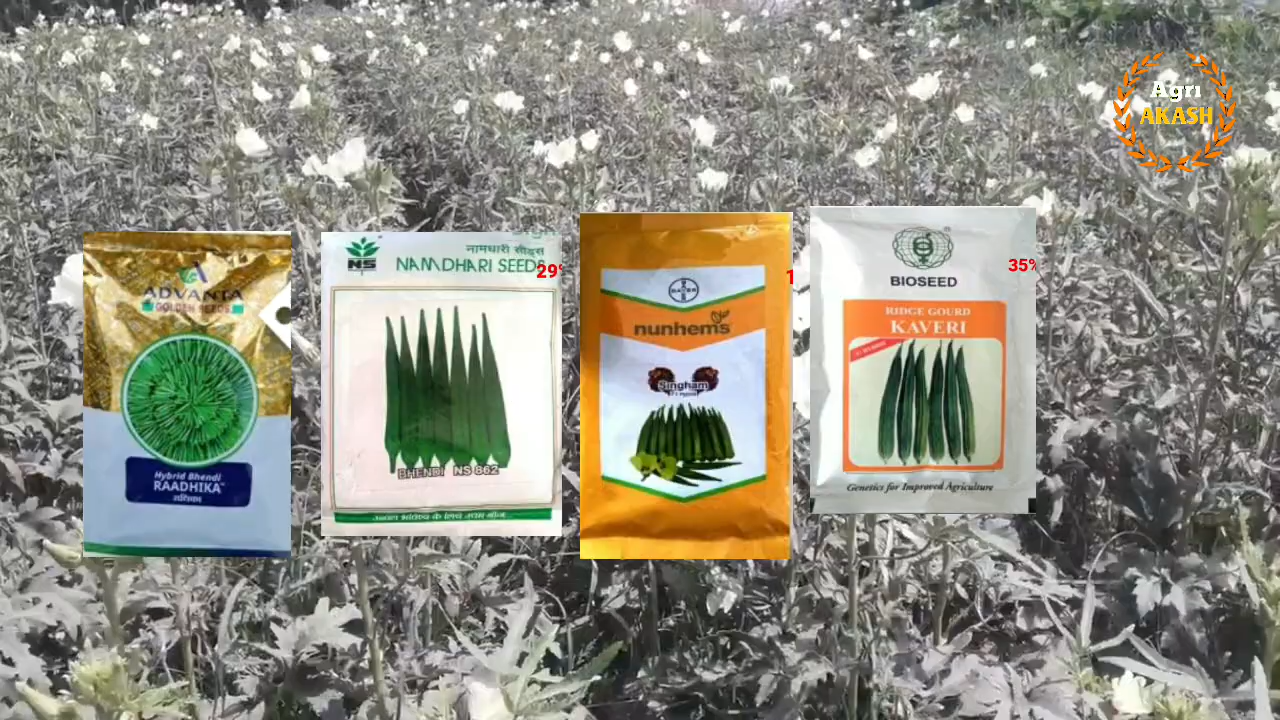 Agri
AKASH
ADVANTA
GOLDEN SEEDS
Hybrid Bhendi
RAADHIKA
राधिका
NS
नामधारी सीड्स
NAMDHARI SEEDS
29%
BHENDI NS 862
BAYER
nunhems
Singham
1
BIOSEED
35%
RIDGE GOURD
KAVERI
Genetics for Improved Agriculture